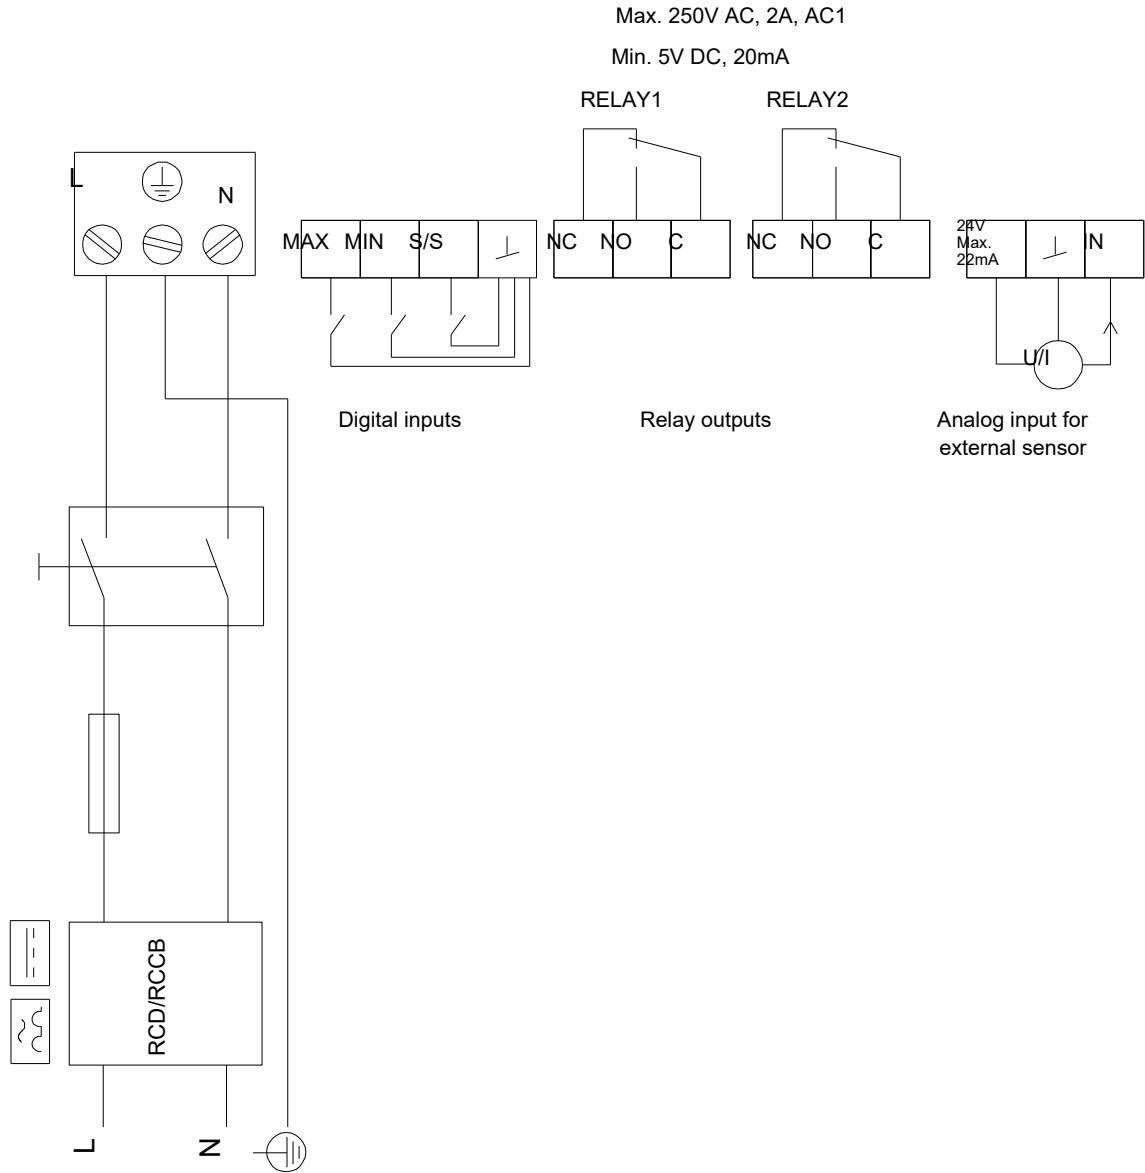 Max. 250V AC, 2A, AC1
Min. 5V DC, 20mA
RELAY1
RELAY2
L
N
MAX
MIN
S/S
NC
NO
C
NC
NO
C
24V
Max.
22mA
IN
U/I
Digital inputs
Relay outputs
Analog input for
external sensor
RCD/RCCB
L
N